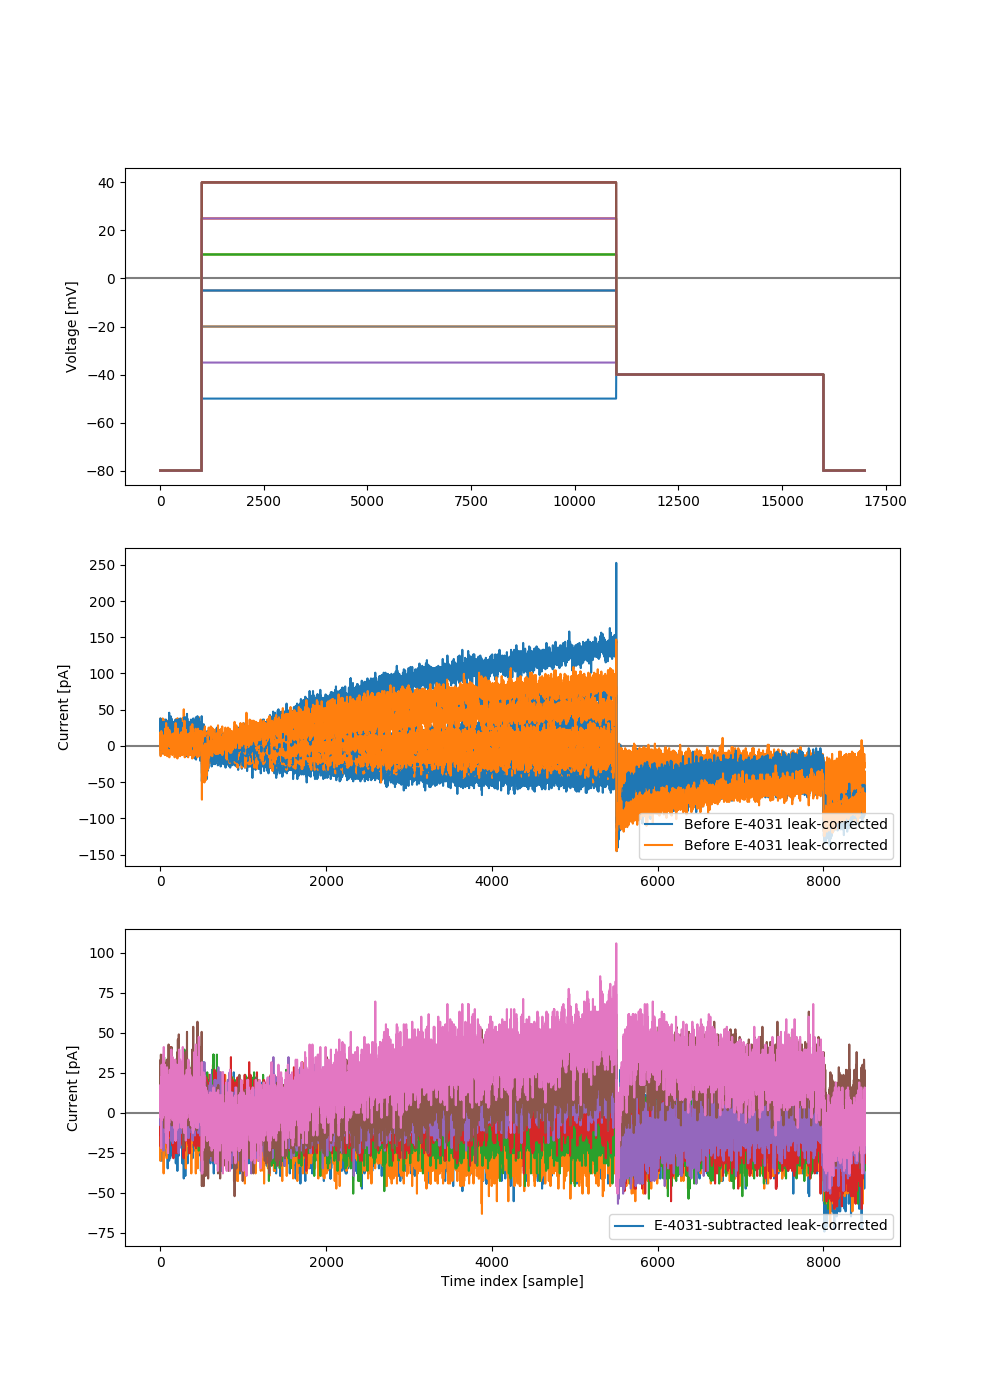 Voltage [mV]
40
20
0
−20
−40
−60
−80
0 2500 5000 7500 10000 12500 15000 17500
Current [pA]
250
200
150
100
50
0
−50
−100
−150
Before E-4031 leak-corrected
Before E-4031 leak-corrected
0 2000 4000 6000 8000
Current [pA]
100
75
50
25
0
−25
−50
−75
E-4031-subtracted leak-corrected
0 2000 4000 6000 8000
Time index [sample]